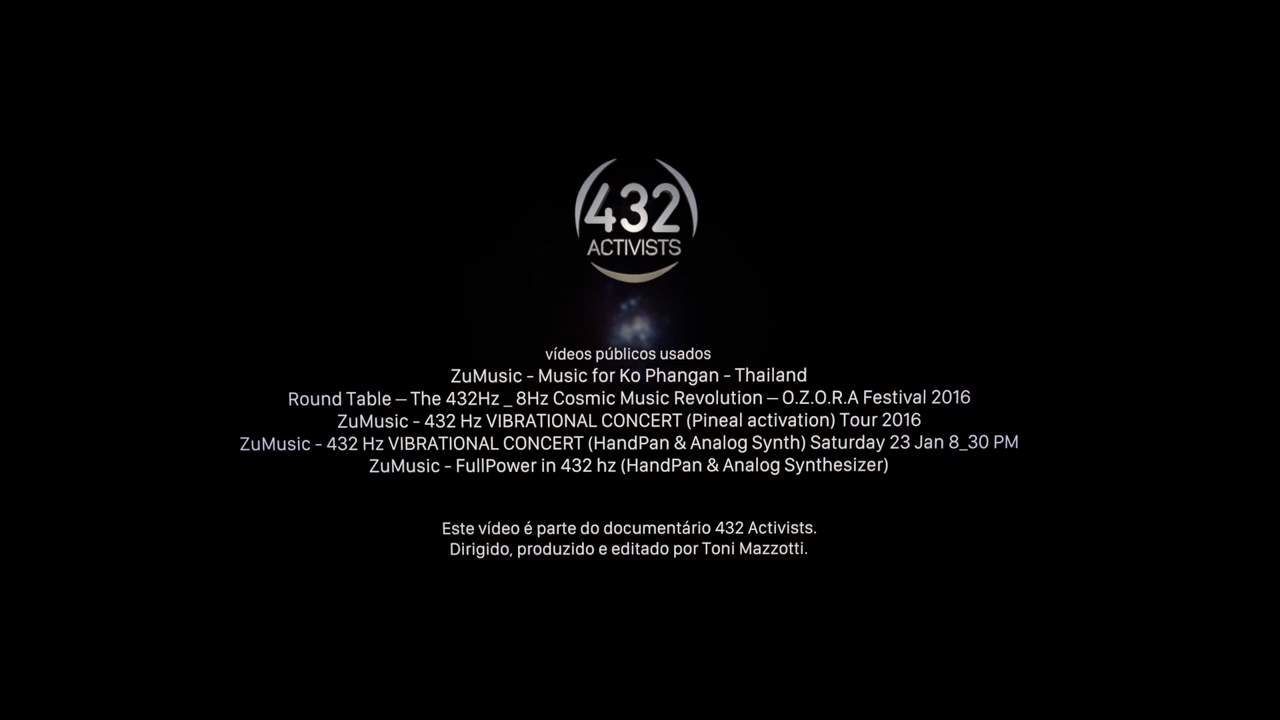 432
ACTIVISTS
vídeos públicos usados
ZuMusic - Music for Ko Phangan - Thailand
Round Table – The 432Hz _ 8Hz Cosmic Music Revolution – O.Z.O.R.A Festival 2016
ZuMusic - 432 Hz VIBRATIONAL CONCERT (Pineal activation) Tour 2016
ZuMusic - 432 Hz VIBRATIONAL CONCERT (HandPan & Analog Synth) Saturday 23 Jan 8_30 PM
ZuMusic - FullPower in 432 hz (HandPan & Analog Synthesizer)
Este vídeo é parte do documentário 432 Activists.
Dirigido, produzido e editado por Toni Mazzotti.